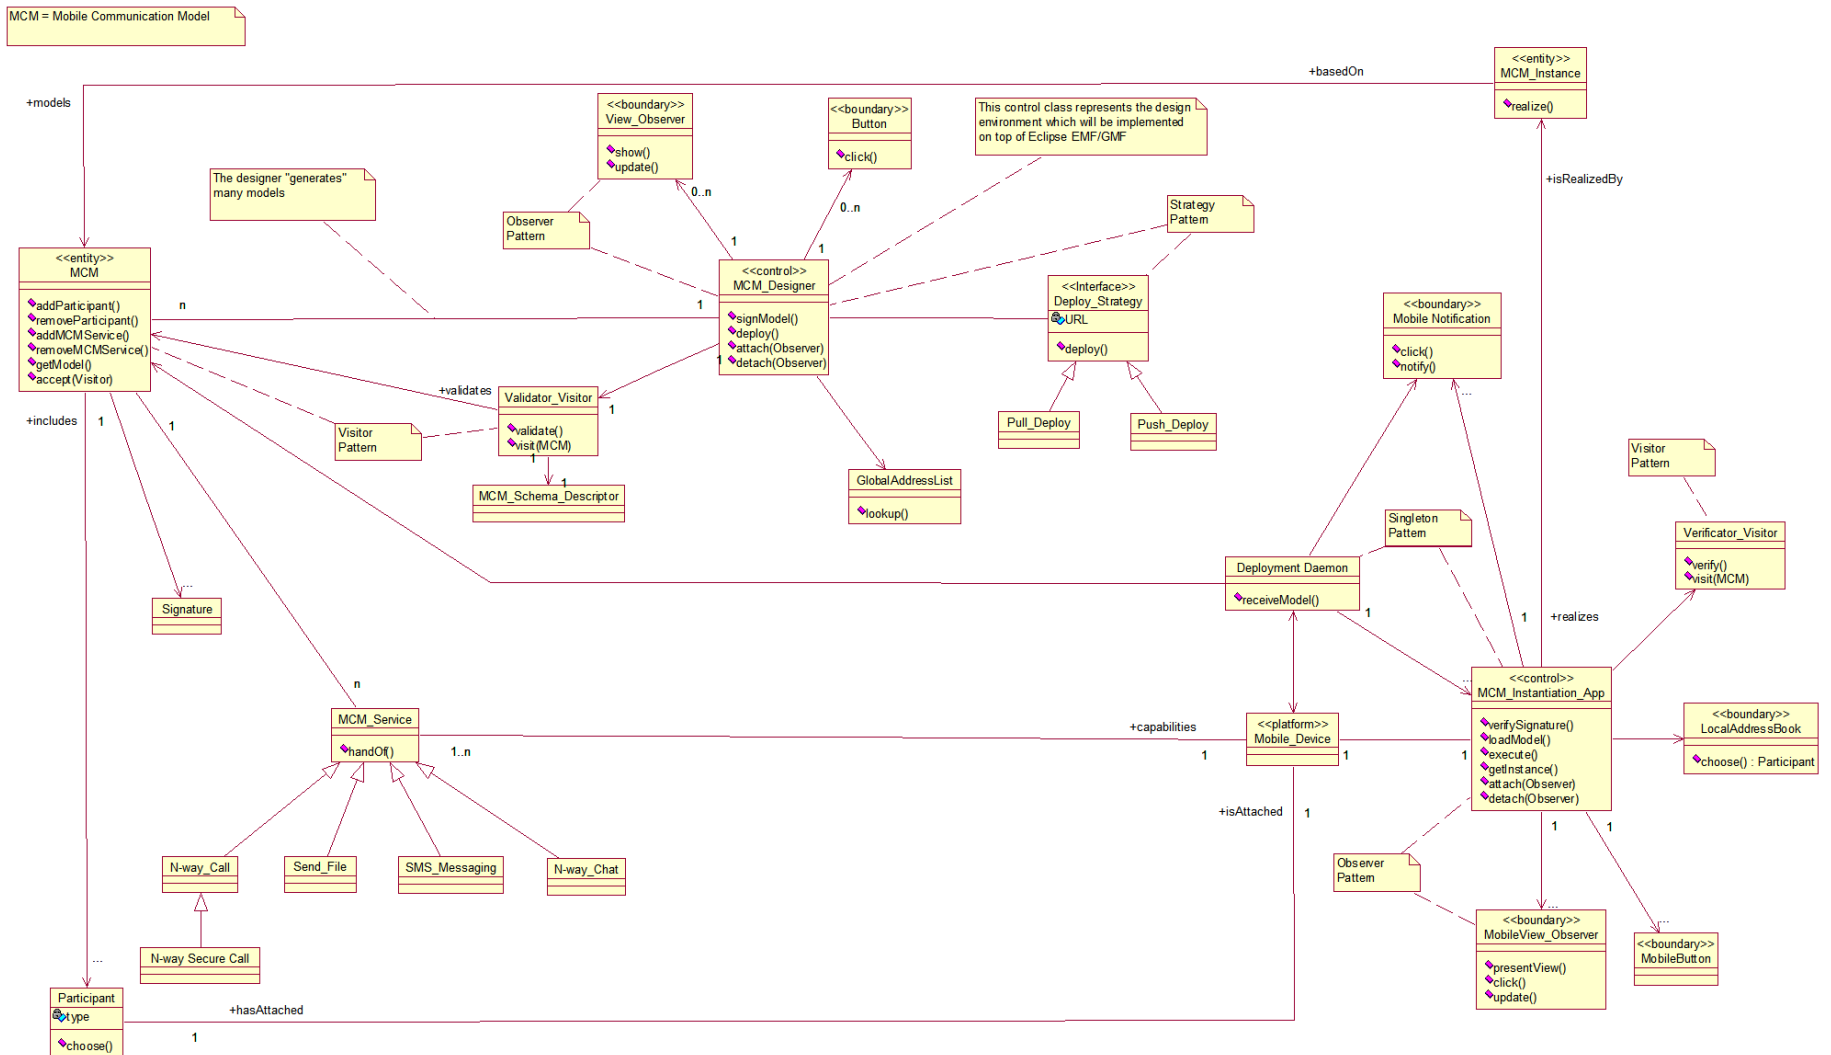 MCM = Mobile Communication Model
<<entity>>
MCM_Instance
realize()
+basedOn
+models
<<boundary>>
View_Observer
show()
update()
<<boundary>>
Button
click()
This control class represents the design
environment which will be implemented
on top of Eclipse EMF/GMF
The designer "generates"
many models
+isRealizedBy
0..n
0..n
Observer
Pattern
Strategy
Pattern
1
1
<<entity>>
MCM
addParticipant()
removeParticipant()
addMCMService()
removeMCMService()
getModel()
accept(Visitor)
n
1
<<control>>
MCM_Designer
signModel()
deploy()
attach(Observer)
detach(Observer)
1
<<Interface>>
Deploy_Strategy
URL
deploy()
<<boundary>>
Mobile Notification
click()
notify()
...
+validates
Validator_Visitor
validate()
visit(MCM)
1
1
1
Pull_Deploy
Push_Deploy
+includes
1
1
Visitor
Pattern
MCM_Schema_Descriptor
GlobalAddressList
lookup()
Visitor
Pattern
Singleton
Pattern
Verificator_Visitor
verify()
visit(MCM)
Deployment Daemon
receiveModel()
1
...
Signature
1
+realizes
n
...
<<control>>
MCM_Instantiation_App
verifySignature()
loadModel()
execute()
getInstance()
attach(Observer)
detach(Observer)
MCM_Service
handOf()
1..n
+capabilities
1
<<platform>>
Mobile_Device
1
1
<<boundary>>
LocalAddressBook
choose() : Participant
+isAttached
1
1
1
N-way_Call
Send_File
SMS_Messaging
N-way_Chat
Observer
Pattern
...
...
<<boundary>>
MobileView_Observer
presentView()
click()
update()
<<boundary>>
MobileButton
N-way Secure Call
...
Participant
type
choose()
+hasAttached
1